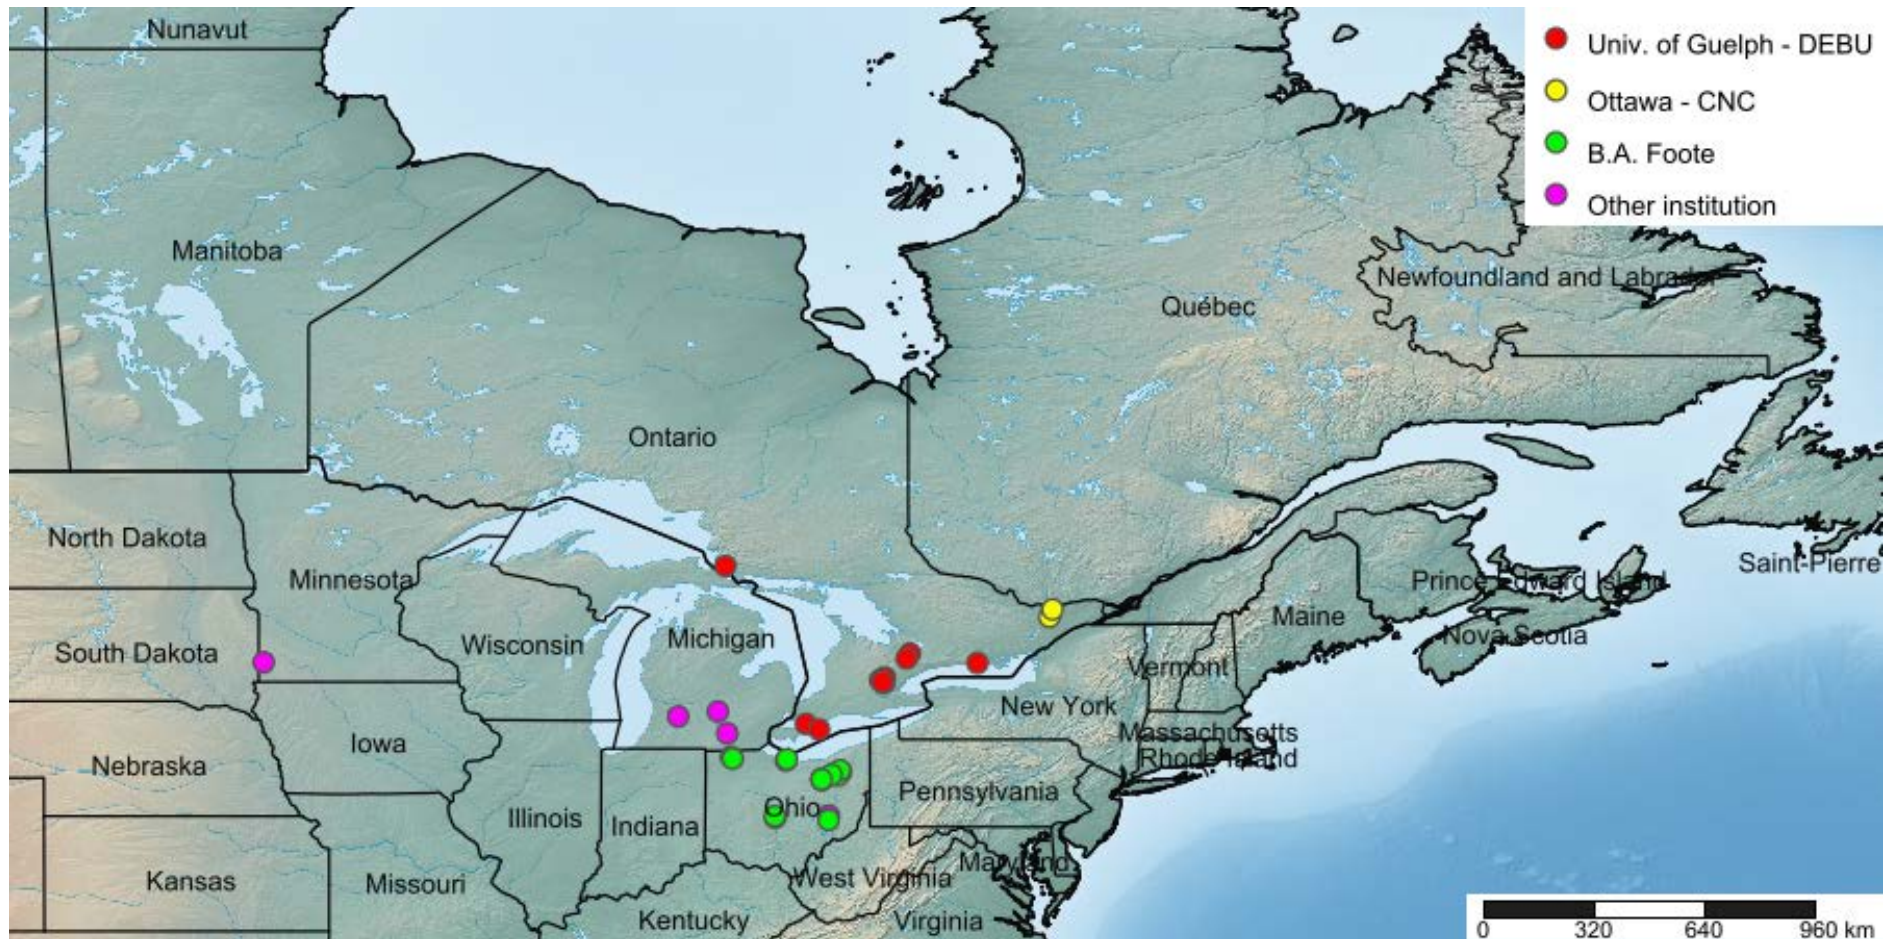 Nunavut
Univ. of Guelph - DEBU
Ottawa - CNC
B.A. Foote
Other institution
Manitoba
Newfoundland and Labrador
Québec
Ontario
North Dakota
Minnesota
Saint-Pierre
Prince Edward Island
Maine
Nova Scotia
South Dakota
Wisconsin
Michigan
Vermont
New York
Massachusetts
Rhode Island
Iowa
Nebraska
Pennsylvania
Ohio
Illinois
Indiana
Maryland
West Virginia
Kansas
Missouri
Kentucky
Virginia
0 320 640 960 km